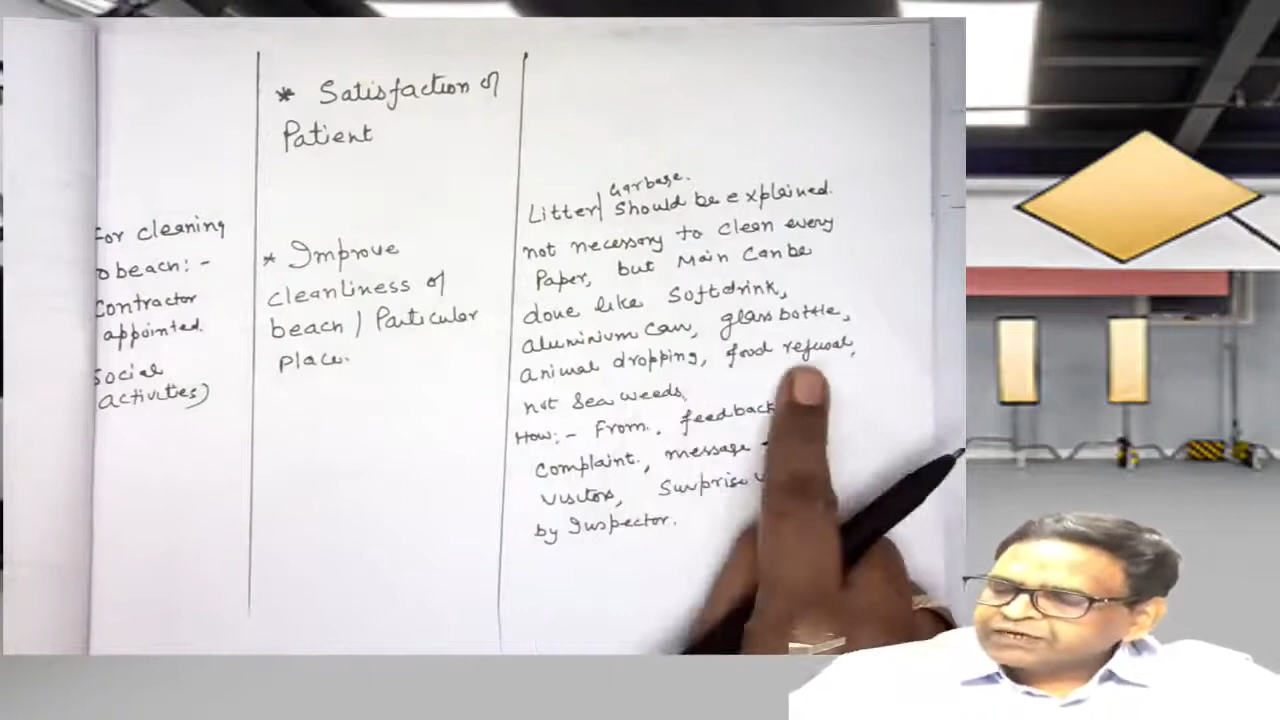 For cleaning
beach:-
Contractor
appointed.
Social
activities)
* Satisfaction of
Patient
* Improve
cleanliness of
beach / Particular
place.
Garbage.
Litter/ Should be explained.
not necessary to clean every
Paper, but Main Can be
done like Softdrink,
aluminium Can, glass bottle,
animal dropping, food refusal,
not Sea weeds.
How:- From. feedback
Complaint, message -
visitors, Surprise
by Inspector.